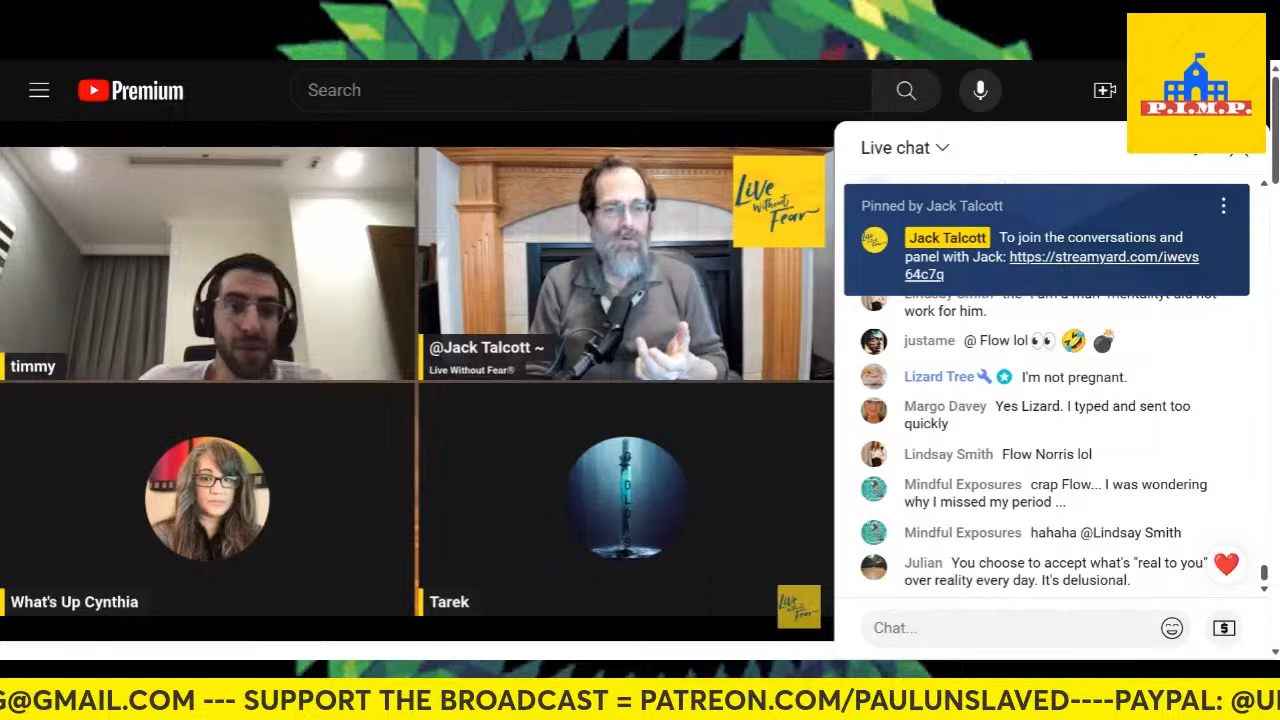 Premium
Search
P.I.M.P.
Live chat
Pinned by Jack Talcott
Jack Talcott To join the conversations and
panel with Jack: https://streamyard.com/iwevs
64c7q
work for him.
justame @ Flow lol 👀 🤣 💣
Lizard Tree I'm not pregnant.
Margo Davey Yes Lizard. I typed and sent too
quickly
Lindsay Smith Flow Norris lol
Mindful Exposures crap Flow... I was wondering
why I missed my period ...
Mindful Exposures hahaha @Lindsay Smith
Julian You choose to accept what's "real to you"
over reality every day. It's delusional.
Chat...
Live
Without
Fear
timmy
@Jack Talcott ~
Live Without Fear®
What's Up Cynthia
Tarek
G@GMAIL.COM --- SUPPORT THE BROADCAST = PATREON.COM/PAULUNSLAVED----PAYPAL: @U